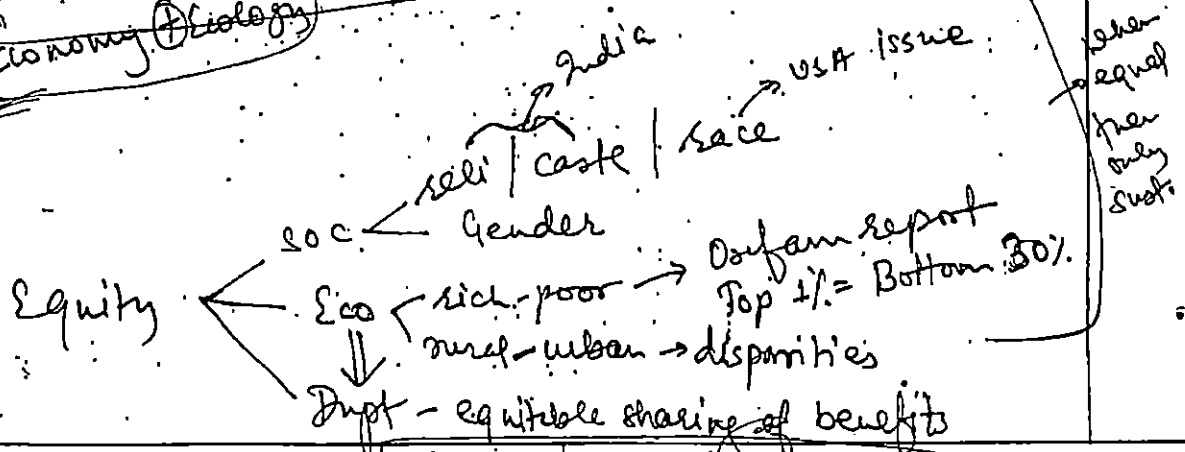 Economy + Ecology
India
USA issue
reli | caste | race
when
equal
then
only
sust.
soc
Gender
Equity
Eco
rich-poor → Oxfam report
Top 1% = Bottom 30%
rural-urban → disparities
Dvpt - equitable sharing of benefits